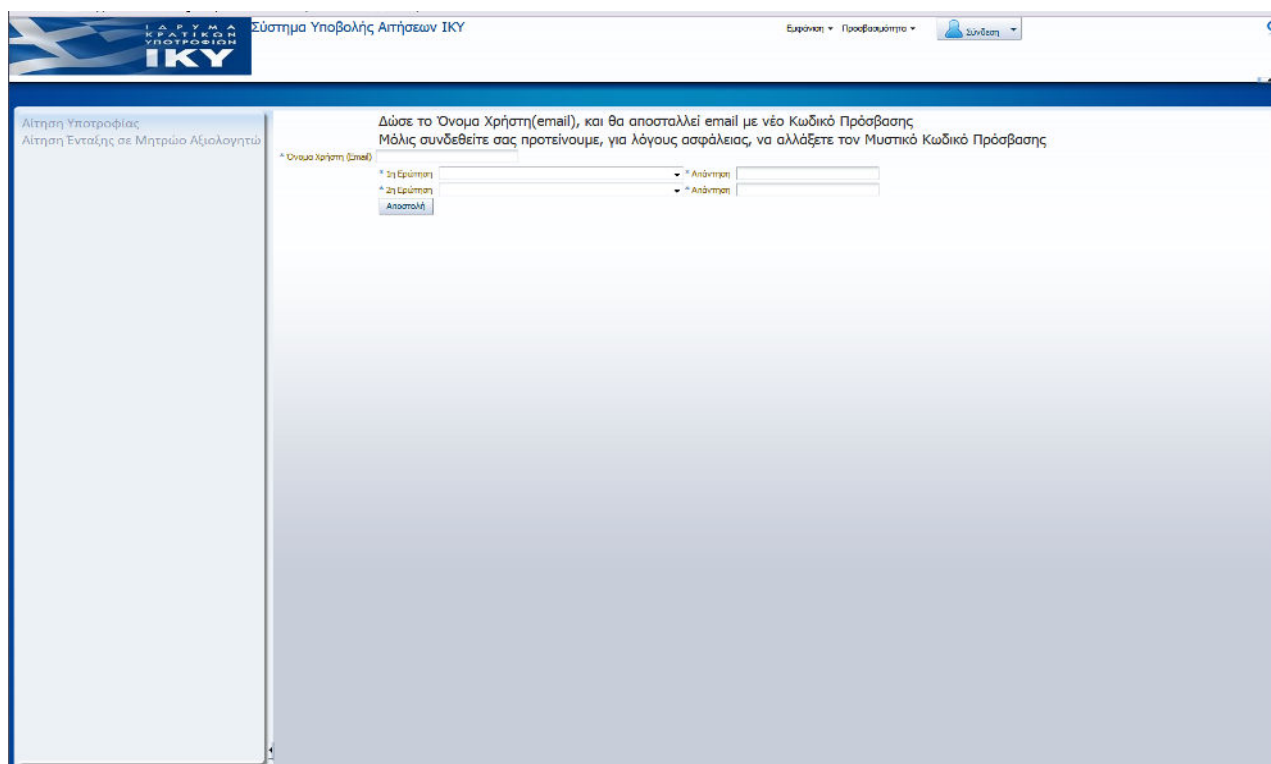 ΙΔΡΥΜΑ
ΚΡΑΤΙΚΩΝ
ΥΠΟΤΡΟΦΙΩΝ
ΙΚΥ
Σύστημα Υποβολής Αιτήσεων ΙΚΥ
Εμφάνιση Προσβασιμότητα Σύνδεση
Αίτηση Υποτροφίας
Αίτηση Ένταξης σε Μητρώο Αξιολογητώ
Δώσε το Όνομα Χρήστη(email), και θα αποσταλλεί email με νέο Κωδικό Πρόσβασης
Μόλις συνδεθείτε σας προτείνουμε, για λόγους ασφάλειας, να αλλάξετε τον Μυστικό Κωδικό Πρόσβασης
* Όνομα Χρήστη (Email)
* 1η Ερώτηση * Απάντηση
* 2η Ερώτηση * Απάντηση
Αποστολή